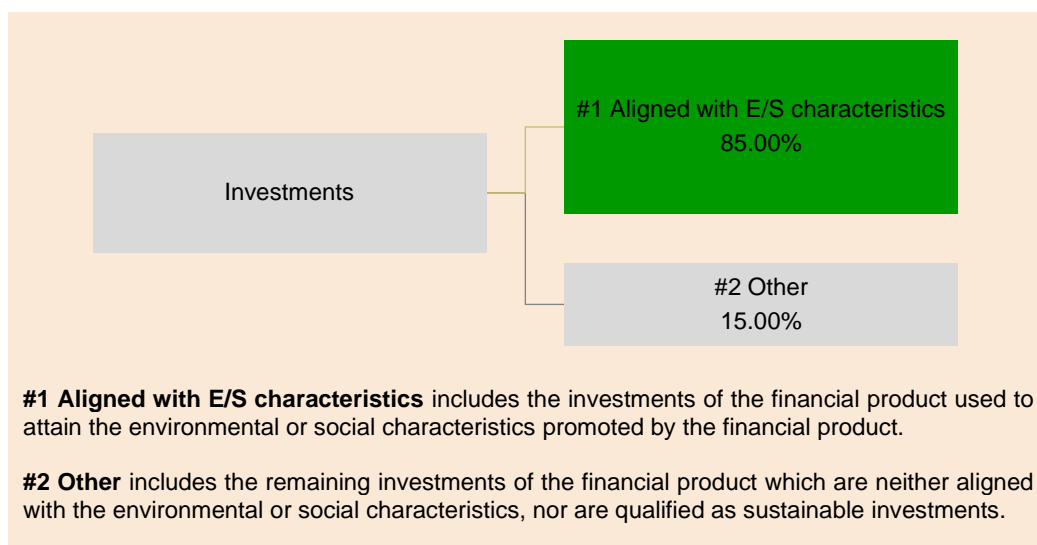 #1 Aligned with E/S characteristics
85.00%
Investments
#2 Other
15.00%
#1 Aligned with E/S characteristics includes the investments of the financial product used to
attain the environmental or social characteristics promoted by the financial product.
#2 Other includes the remaining investments of the financial product which are neither aligned
with the environmental or social characteristics, nor are qualified as sustainable investments.